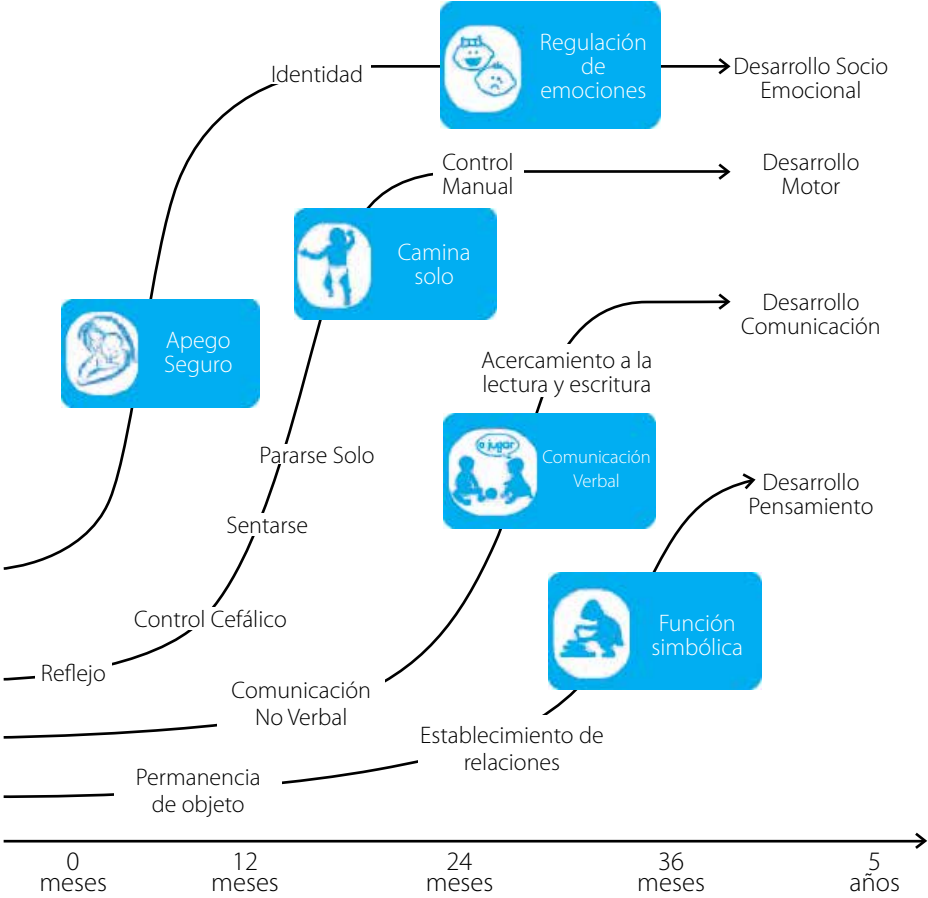 Identidad
Regulación
de
emociones
Desarrollo Socio
Emocional
Control
Manual
Desarrollo
Motor
Camina
solo
Apego
Seguro
Desarrollo
Comunicación
Acercamiento a la
lectura y escritura
Pararse Solo
a jugar
Comunicación
Verbal
Sentarse
Desarrollo
Pensamiento
Control Cefálico
Función
simbólica
Reflejo
Comunicación
No Verbal
Establecimiento de
relaciones
Permanencia
de objeto
0
meses
12
meses
24
meses
36
meses
5
años